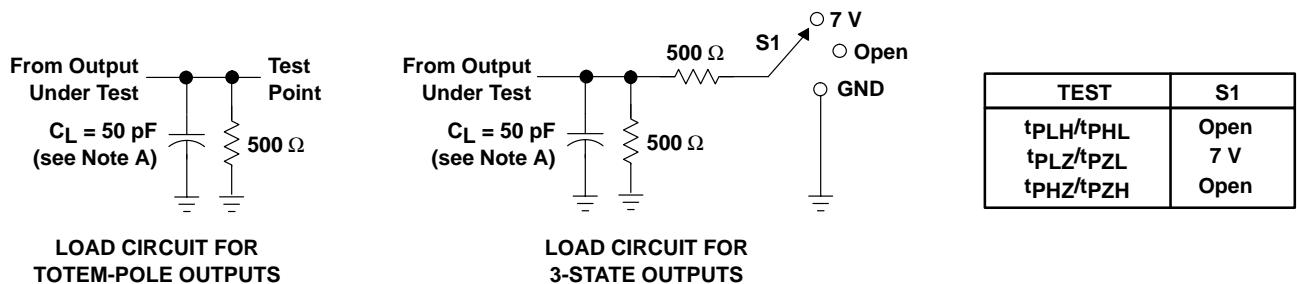 From Output
Under Test
Test
Point
CL = 50 pF
(see Note A)
500 Ω
LOAD CIRCUIT FOR
TOTEM-POLE OUTPUTS
From Output
Under Test
CL = 50 pF
(see Note A)
500 Ω
500 Ω
S1
7 V
Open
GND
LOAD CIRCUIT FOR
3-STATE OUTPUTS
TEST S1
tPLH/tPHL Open
tPLZ/tPZL 7 V
tPHZ/tPZH Open